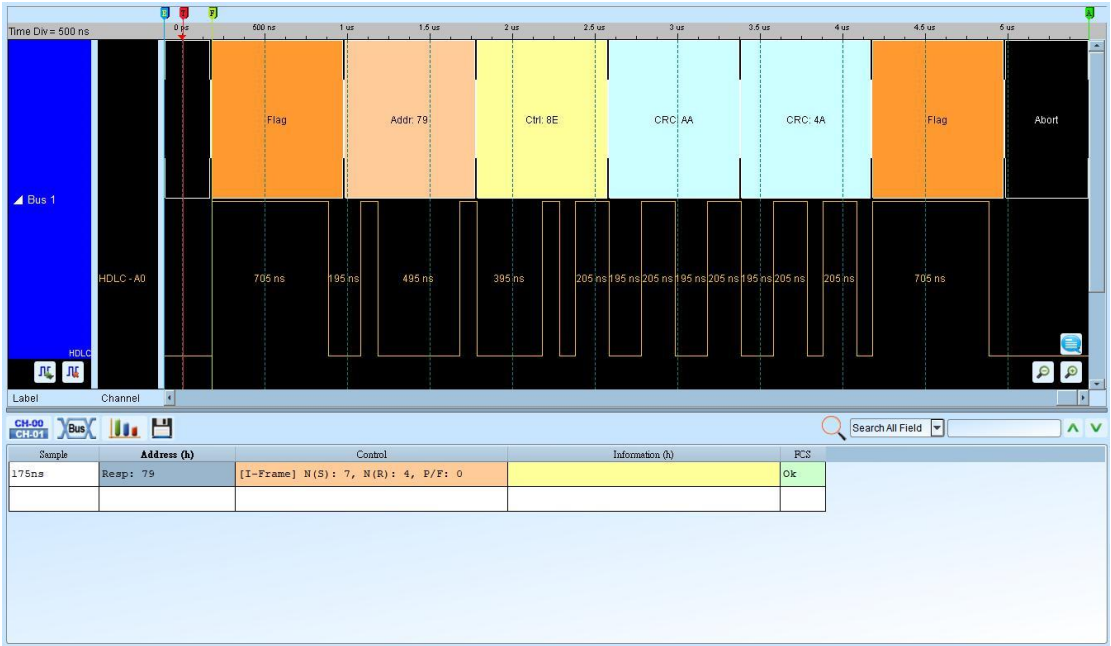 E T F A
Time Div = 500 ns 0 ps 500 ns 1 us 1.5 us 2 us 2.5 us 3 us 3.5 us 4 us 4.5 us 5 us
Flag Addr: 79 Ctrl: 8E CRC: AA CRC: 4A Flag Abort
Bus 1
HDLC - A0 705 ns 195 ns 495 ns 395 ns 205 ns 195 ns 205 ns 195 ns 205 ns 195 ns 205 ns 205 ns 705 ns
HDLC
Label Channel
CH-00
CH-01 Bus Search All Field
Sample Address (h) Control Information (h) FCS
175ns Resp: 79 [I-Frame] N(S): 7, N(R): 4, P/F: 0 Ok